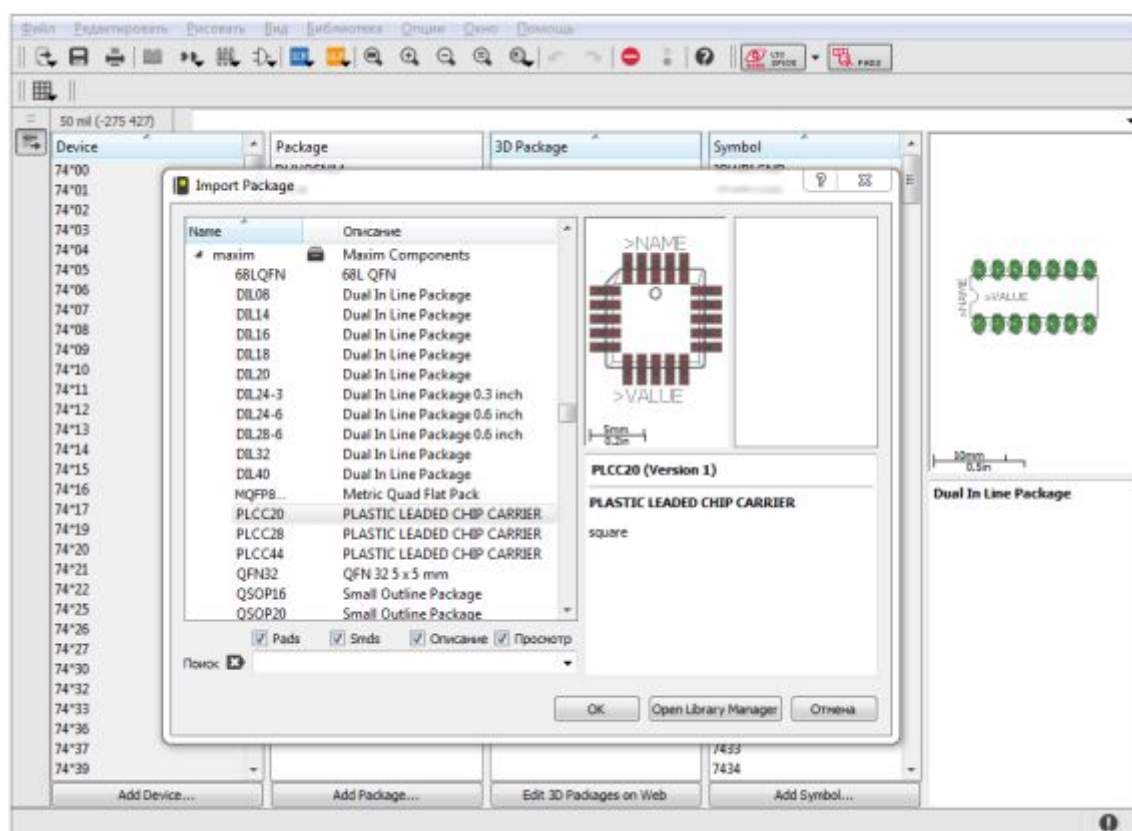 Файл Редактировать Рисовать Вид Библиотека Опции Окно Помощь
LTC SPICE PADS
50 mil (-275 427)
Device Package 3D Package Symbol
74*00
74*01
74*02
74*03
74*04
74*05
74*06
74*07
74*08
74*09
74*10
74*11
74*12
74*13
74*14
74*15
74*16
74*17
74*19
74*20
74*21
74*22
74*25
74*26
74*27
74*30
74*32
74*33
74*36
74*37
74*39
Import Package
Name Описание
maxim Maxim Components
68LQFN 68L QFN
DIL08 Dual In Line Package
DIL14 Dual In Line Package
DIL16 Dual In Line Package
DIL18 Dual In Line Package
DIL20 Dual In Line Package
DIL24-3 Dual In Line Package 0.3 inch
DIL24-6 Dual In Line Package 0.6 inch
DIL28-6 Dual In Line Package 0.6 inch
DIL32 Dual In Line Package
DIL40 Dual In Line Package
MQFP8... Metric Quad Flat Pack
PLCC20 PLASTIC LEADED CHIP CARRIER
PLCC28 PLASTIC LEADED CHIP CARRIER
PLCC44 PLASTIC LEADED CHIP CARRIER
QFN32 QFN 32 5 x 5 mm
QSOP16 Small Outline Package
QSOP20 Small Outline Package
Pads Smds Описание Просмотр
Поиск
>NAME
>VALUE
5mm
0.2in
PLCC20 (Version 1)
PLASTIC LEADED CHIP CARRIER
square
OK Open Library Manager Отмена
7433
7434
>NAME
>VALUE
10mm
0.5in
Dual In Line Package
Add Device... Add Package... Edit 3D Packages on Web Add Symbol...